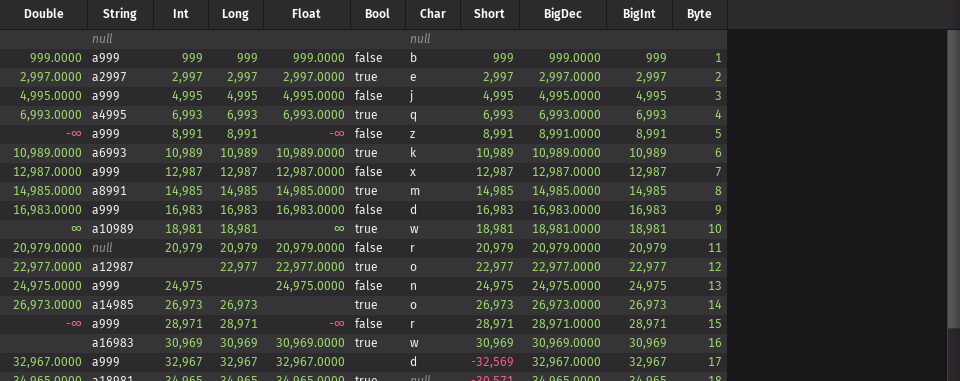 Double String Int Long Float Bool Char Short BigDec BigInt Byte
null null
999.0000 a999 999 999 999.0000 false b 999 999.0000 999 1
2,997.0000 a2997 2,997 2,997 2,997.0000 true e 2,997 2,997.0000 2,997 2
4,995.0000 a999 4,995 4,995 4,995.0000 false j 4,995 4,995.0000 4,995 3
6,993.0000 a4995 6,993 6,993 6,993.0000 true q 6,993 6,993.0000 6,993 4
-∞ a999 8,991 8,991 -∞ false z 8,991 8,991.0000 8,991 5
10,989.0000 a6993 10,989 10,989 10,989.0000 true k 10,989 10,989.0000 10,989 6
12,987.0000 a999 12,987 12,987 12,987.0000 false x 12,987 12,987.0000 12,987 7
14,985.0000 a8991 14,985 14,985 14,985.0000 true m 14,985 14,985.0000 14,985 8
16,983.0000 a999 16,983 16,983 16,983.0000 false d 16,983 16,983.0000 16,983 9
∞ a10989 18,981 18,981 ∞ true w 18,981 18,981.0000 18,981 10
20,979.0000 null 20,979 20,979 20,979.0000 false r 20,979 20,979.0000 20,979 11
22,977.0000 a12987 22,977 22,977.0000 true o 22,977 22,977.0000 22,977 12
24,975.0000 a999 24,975 24,975.0000 false n 24,975 24,975.0000 24,975 13
26,973.0000 a14985 26,973 26,973 true o 26,973 26,973.0000 26,973 14
-∞ a999 28,971 28,971 -∞ false r 28,971 28,971.0000 28,971 15
a16983 30,969 30,969 30,969.0000 true w 30,969 30,969.0000 30,969 16
32,967.0000 a999 32,967 32,967 32,967.0000 d -32,569 32,967.0000 32,967 17
34,965.0000 a18981 34,965 34,965 34,965.0000 true null -30,571 34,965.0000 34,965 18